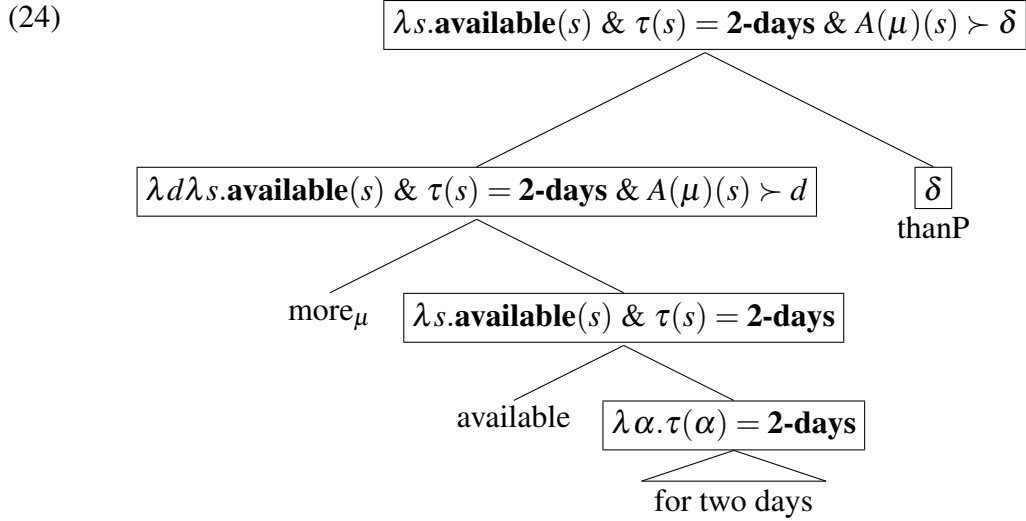 (24)
λs.available(s) & τ(s) = 2-days & A(μ)(s) ≻ δ
λdλs.available(s) & τ(s) = 2-days & A(μ)(s) ≻ d
δ
thanP
moreμ
λs.available(s) & τ(s) = 2-days
available
λα.τ(α) = 2-days
for two days